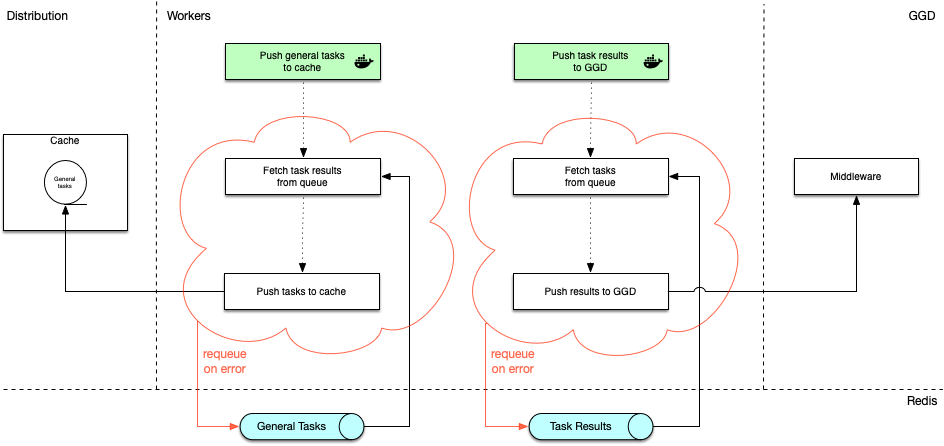 Distribution
Workers
GGD
Push general tasks
to cache
Push task results
to GGD
Cache
General
tasks
Fetch task results
from queue
Fetch tasks
from queue
Middleware
Push tasks to cache
Push results to GGD
requeue
on error
requeue
on error
Redis
General Tasks
Task Results